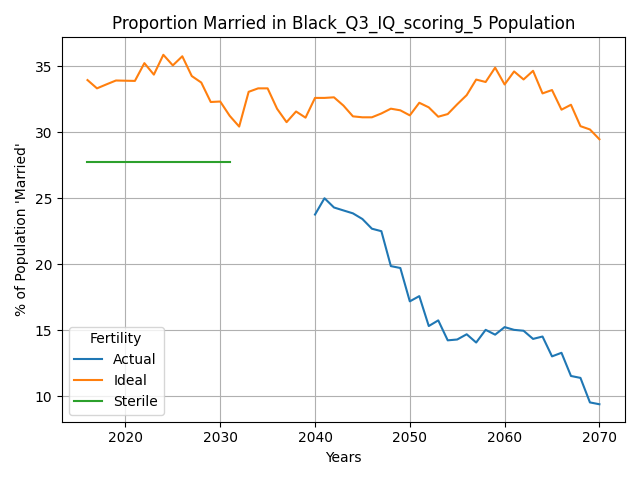 Proportion Married in Black_Q3_IQ_scoring_5 Population
% of Population 'Married'
35
30
25
20
15
10
Fertility
Actual
Ideal
Sterile
2020 2030 2040 2050 2060 2070
Years